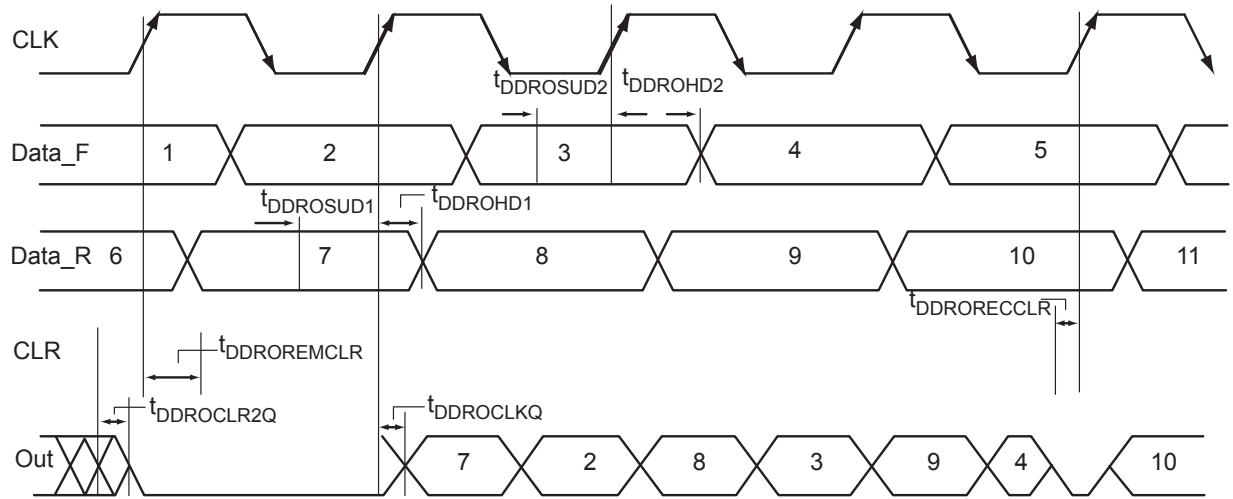 CLK
tDDROSUD2 tDDROHD2
Data_F 1 2 3 4 5
tDDROSUD1 tDDROHD1
Data_R 6 7 8 9 10 11
tDDRORECCLR
CLR
tDDROREMCLR
tDDROCLR2Q tDDROCLKQ
Out 7 2 8 3 9 4 10